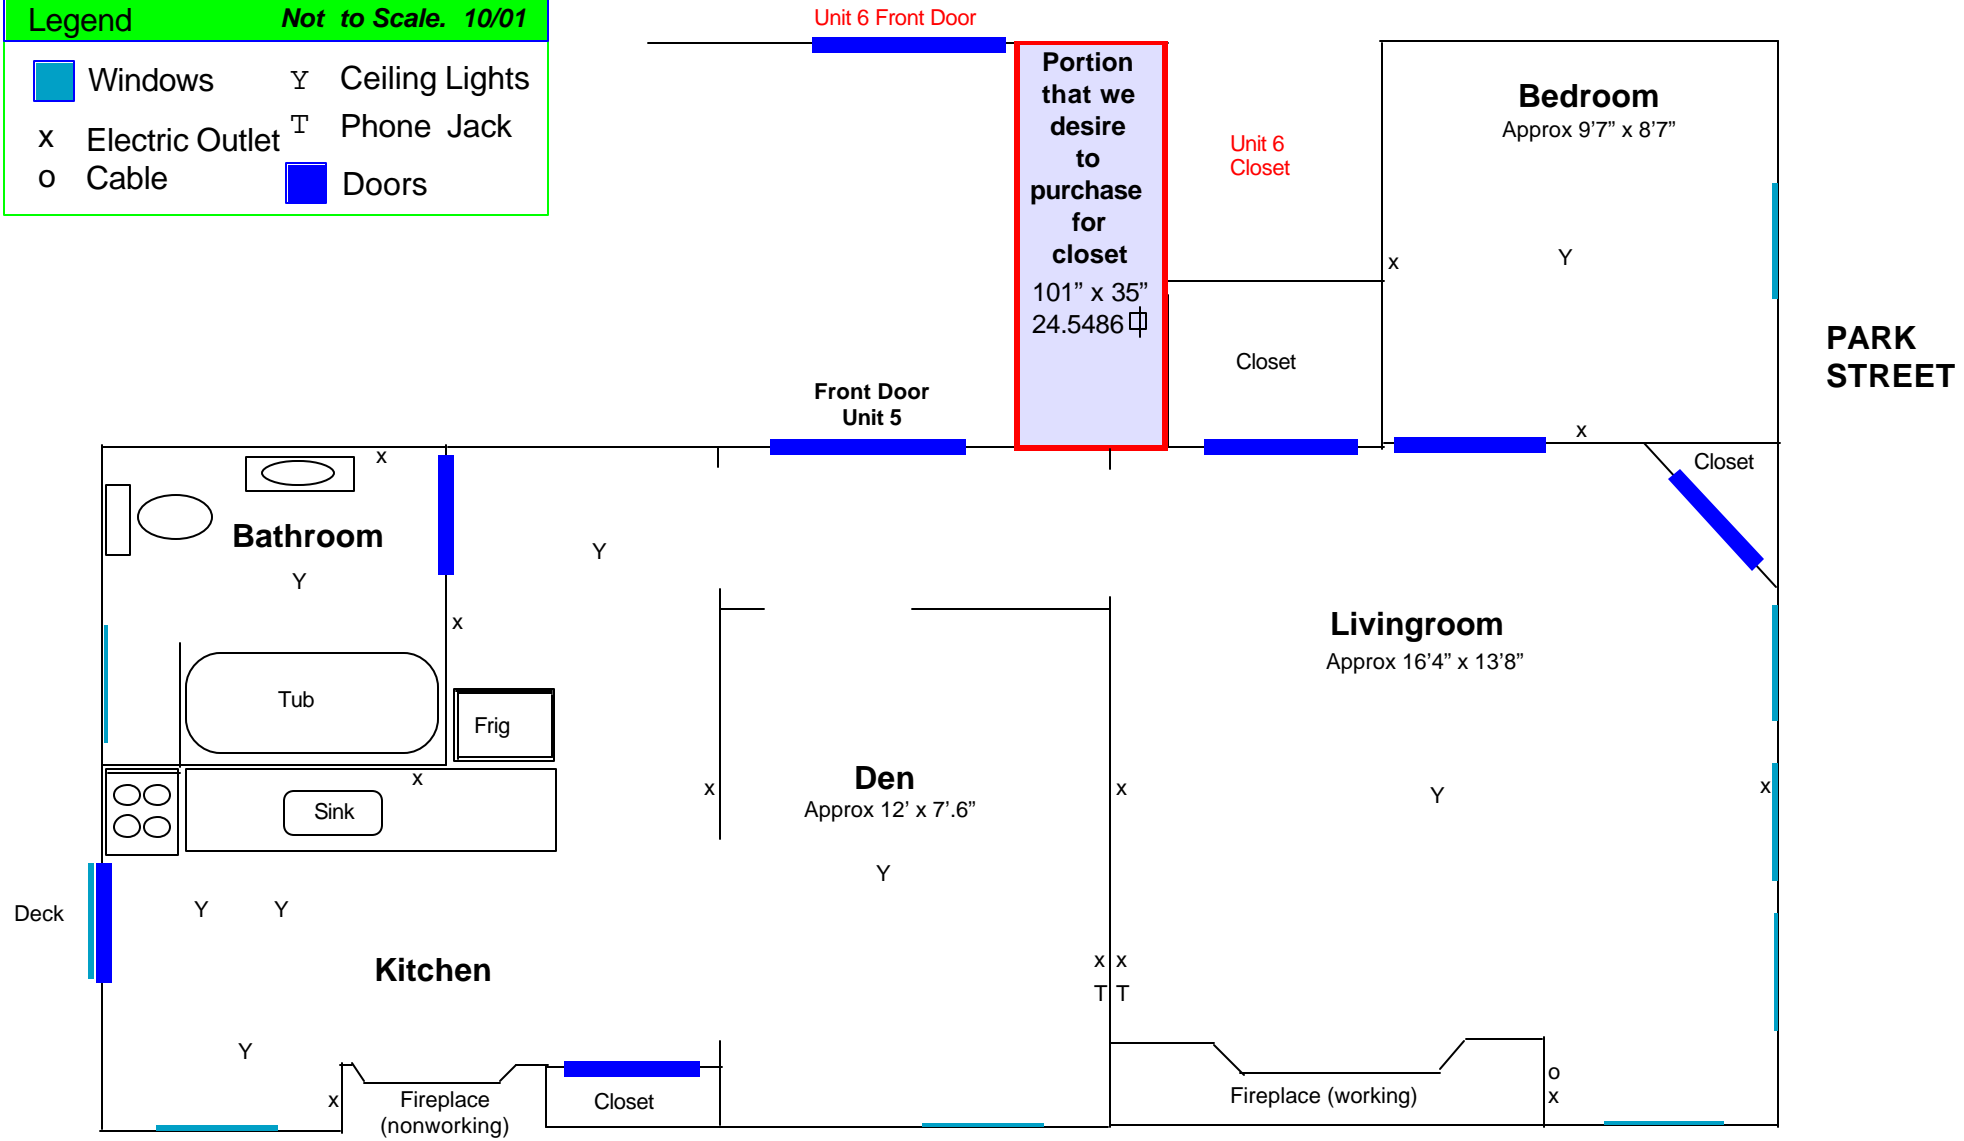 Legend Not to Scale. 10/01
Windows Y Ceiling Lights
x Electric Outlet T Phone Jack
o Cable Doors
Unit 6 Front Door
Portion
that we
desire
to
purchase
for
closet
101” x 35”
24.5486
Unit 6
Closet
Bedroom
Approx 9’7” x 8’7”
x
Y
PARK
STREET
Closet
Front Door
Unit 5
x
Closet
x
Bathroom
Y
Y
x
Livingroom
Approx 16’4” x 13’8”
Tub
Frig
x
Sink
x
Den
Approx 12’ x 7’.6”
x
Y
x
Y
Deck
Y Y
Kitchen
x x
T T
Y
x
Fireplace
(nonworking)
Closet
Fireplace (working)
o
x